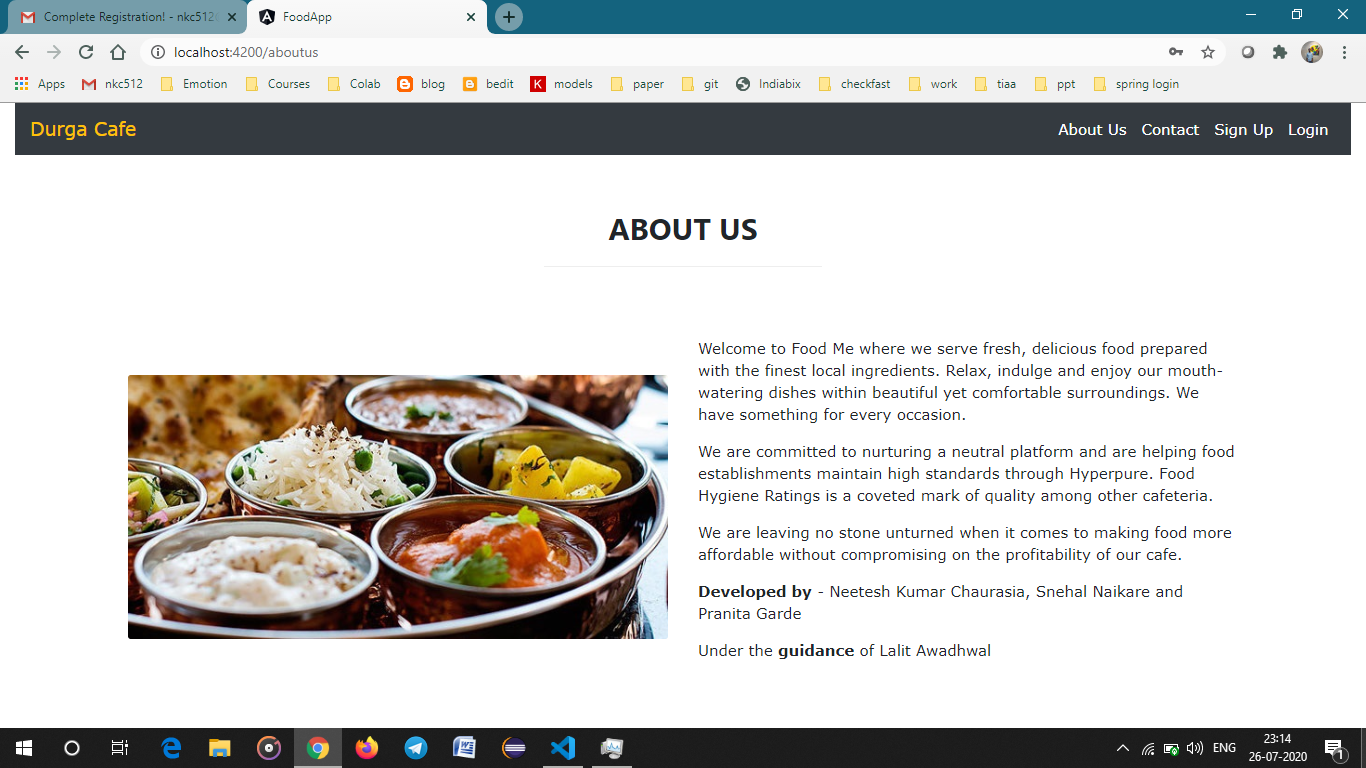 Complete Registration! - nkc512
FoodApp
localhost:4200/aboutus
Apps nkc512 Emotion Courses Colab blog bedit K models paper git Indiabix checkfast work tiaa ppt spring login
Durga Cafe About Us Contact Sign Up Login
ABOUT US
Welcome to Food Me where we serve fresh, delicious food prepared
with the finest local ingredients. Relax, indulge and enjoy our mouth-
watering dishes within beautiful yet comfortable surroundings. We
have something for every occasion.
We are committed to nurturing a neutral platform and are helping food
establishments maintain high standards through Hyperpure. Food
Hygiene Ratings is a coveted mark of quality among other cafeteria.
We are leaving no stone unturned when it comes to making food more
affordable without compromising on the profitability of our cafe.
Developed by - Neetesh Kumar Chaurasia, Snehal Naikare and
Pranita Garde
Under the guidance of Lalit Awadhwal
ENG
23:14
26-07-2020
1